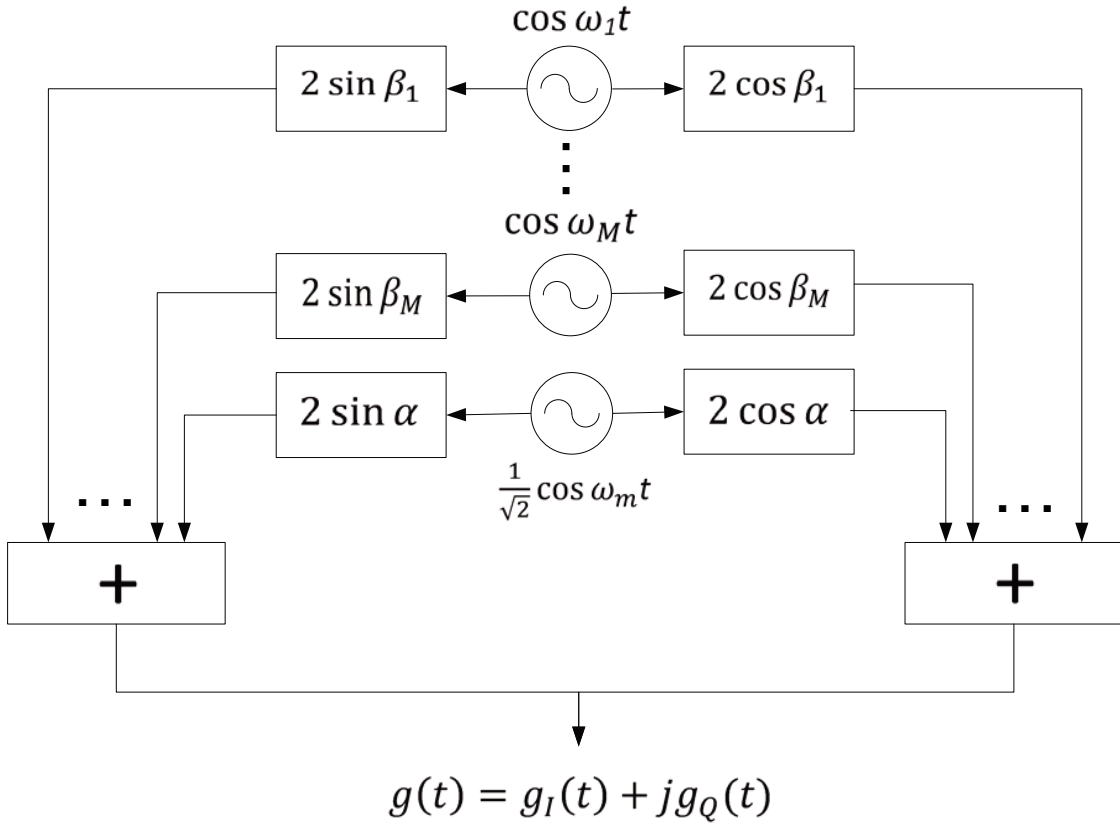 cos ω₁t
2 sin β₁
2 cos β₁
⋮
cos ω_M t
2 sin β_M
2 cos β_M
2 sin α
2 cos α
1/√2 cos ω_m t
...
...
+
+
g(t) = g_I(t) + jg_Q(t)